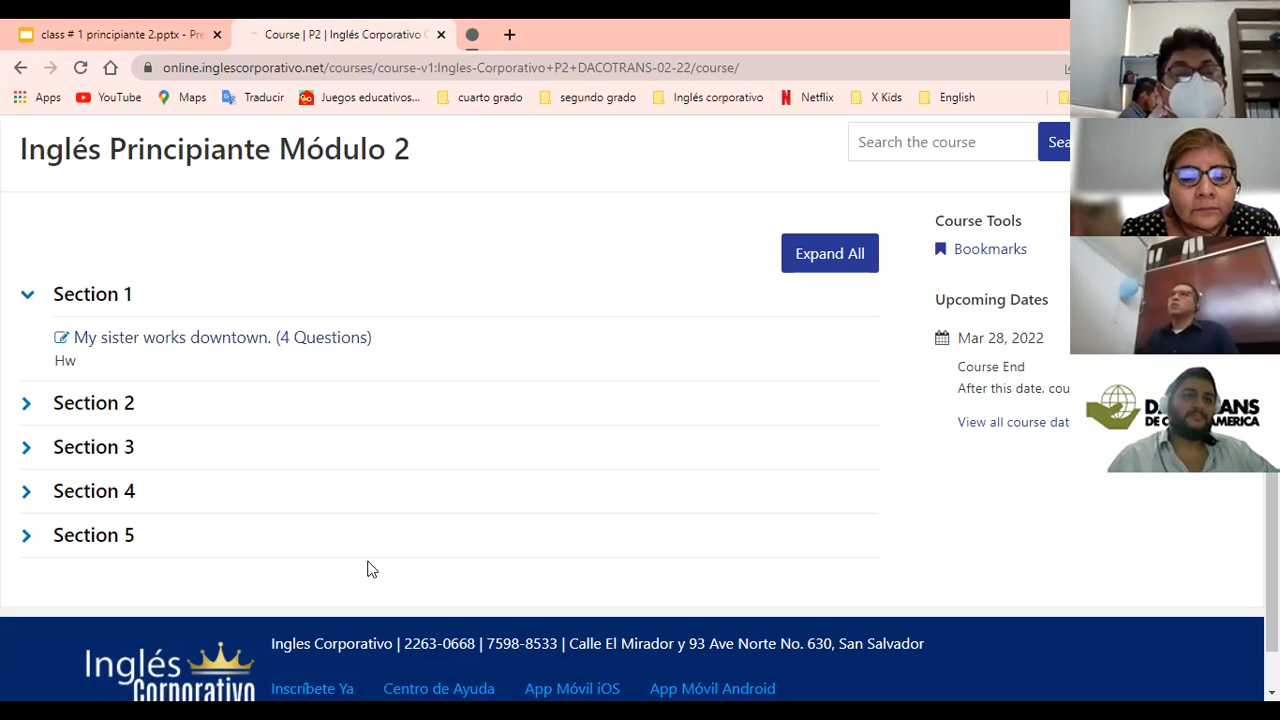 class # 1 principiante 2.pptx - Pre
Course | P2 | Inglés Corporativo C
online.inglescorporativo.net/courses/course-v1:Ingles-Corporativo+P2+DACOTRANS-02-22/course/
Apps YouTube Maps Traducir Juegos educativos... cuarto grado segundo grado Inglés corporativo Netflix X Kids English
Inglés Principiante Módulo 2
Search the course
Sea
Expand All
Section 1
My sister works downtown. (4 Questions)
Hw
Section 2
Section 3
Section 4
Section 5
Course Tools
Bookmarks
Upcoming Dates
Mar 28, 2022
Course End
After this date, cou
View all course dat
DA ANS
DE C AMERICA
Inglés
Corporativo
Ingles Corporativo | 2263-0668 | 7598-8533 | Calle El Mirador y 93 Ave Norte No. 630, San Salvador
Inscríbete Ya Centro de Ayuda App Móvil iOS App Móvil Android